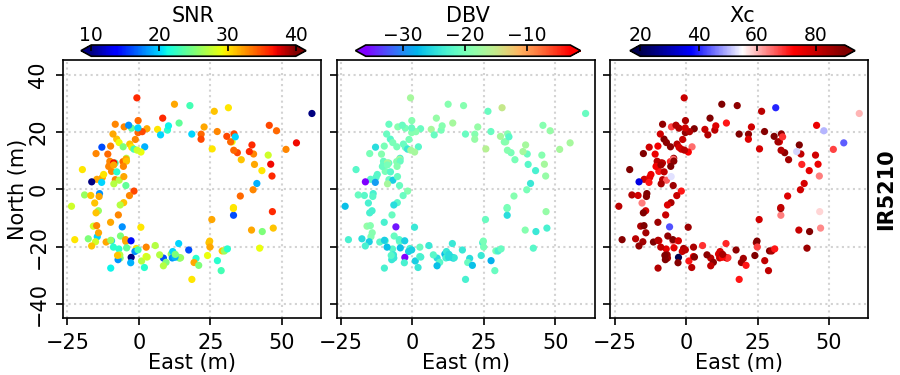 SNR DBV Xc
10 20 30 40 −30 −20 −10 20 40 60 80
40
20
0
−20
−40
North (m)
−25 0 25 50 −25 0 25 50 −25 0 25 50
East (m) East (m) East (m)
IR5210